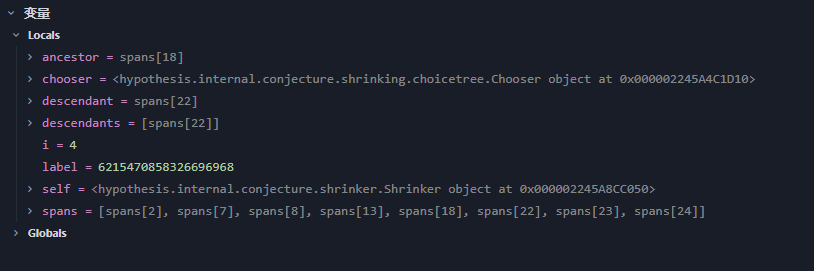 变量
Locals
ancestor = spans[18]
chooser = <hypothesis.internal.conjecture.shrinking.choicetree.Chooser object at 0x000002245A4C1D10>
descendant = spans[22]
descendants = [spans[22]]
i = 4
label = 6215470858326696968
self = <hypothesis.internal.conjecture.shrinker.Shrinker object at 0x000002245A8CC050>
spans = [spans[2], spans[7], spans[8], spans[13], spans[18], spans[22], spans[23], spans[24]]
Globals